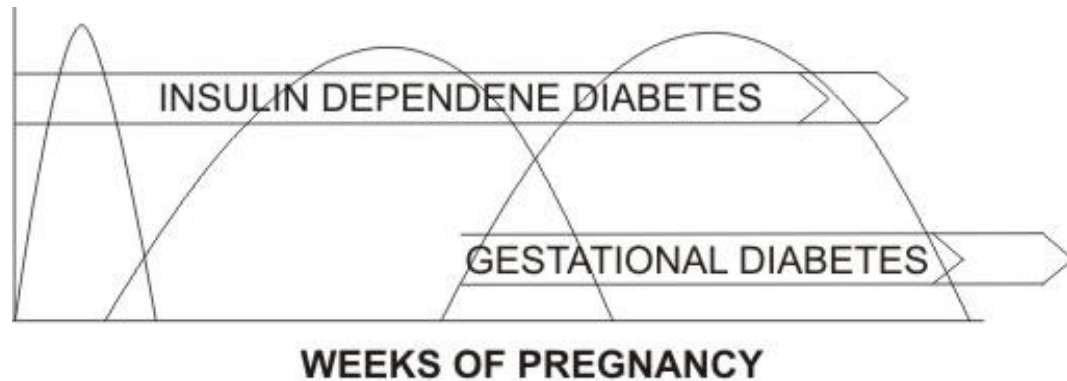 INSULIN DEPENDENE DIABETES
GESTATIONAL DIABETES
WEEKS OF PREGNANCY